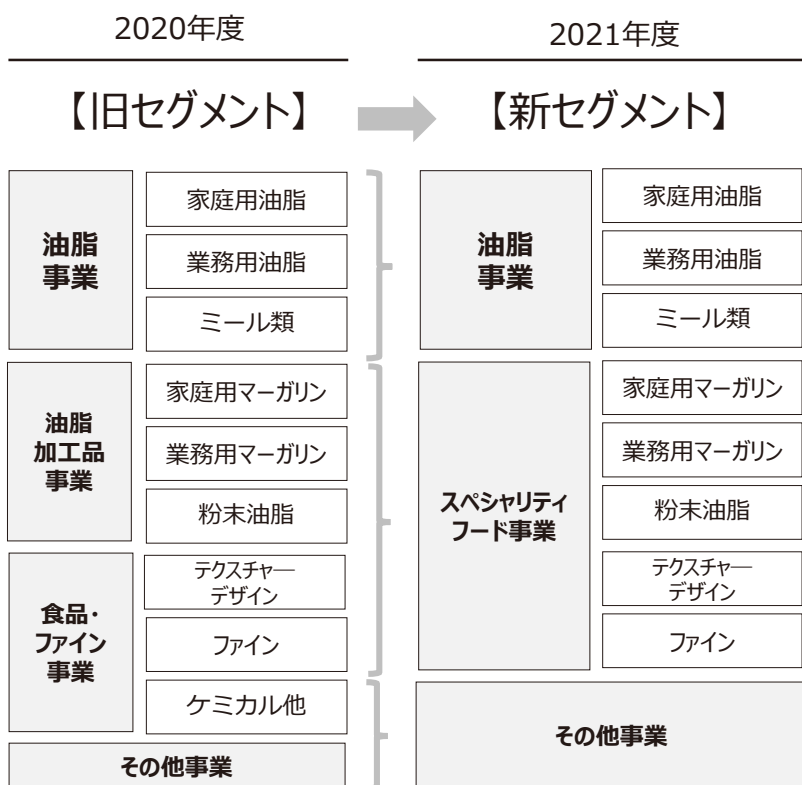 2020年度
【旧セグメント】
油脂
事業
家庭用油脂
業務用油脂
ミール類
油脂
加工品
事業
家庭用マーガリン
業務用マーガリン
粉末油脂
食品・
ファイン
事業
テクスチャー
デザイン
ファイン
ケミカル他
その他事業
2021年度
【新セグメント】
油脂
事業
家庭用油脂
業務用油脂
ミール類
スペシャリティ
フード事業
家庭用マーガリン
業務用マーガリン
粉末油脂
テクスチャー
デザイン
ファイン
その他事業